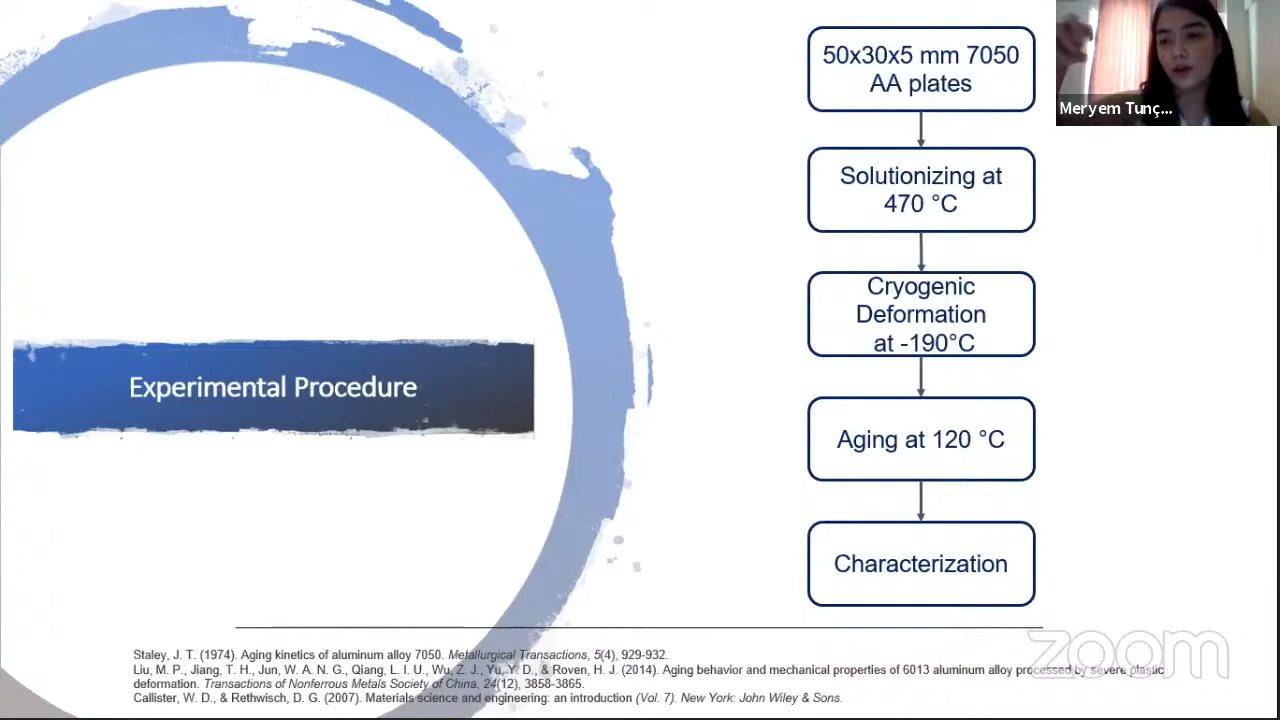 50x30x5 mm 7050
AA plates
Meryem Tunç...
Solutionizing at
470 °C
Cryogenic
Deformation
at -190°C
Experimental Procedure
Aging at 120 °C
Characterization
zoom
Staley, J. T. (1974). Aging kinetics of aluminum alloy 7050. Metallurgical Transactions, 5(4), 929-932.
Liu, M. P., Jiang, T. H., Jun, W. A. N. G., Qiang, L. I. U., Wu, Z. J., Yu, Y. D., & Roven, H. J. (2014). Aging behavior and mechanical properties of 6013 aluminum alloy processed by severe plastic
deformation. Transactions of Nonferrous Metals Society of China, 24(12), 3858-3865.
Callister, W. D., & Rethwisch, D. G. (2007). Materials science and engineering: an introduction (Vol. 7). New York: John Wiley & Sons.